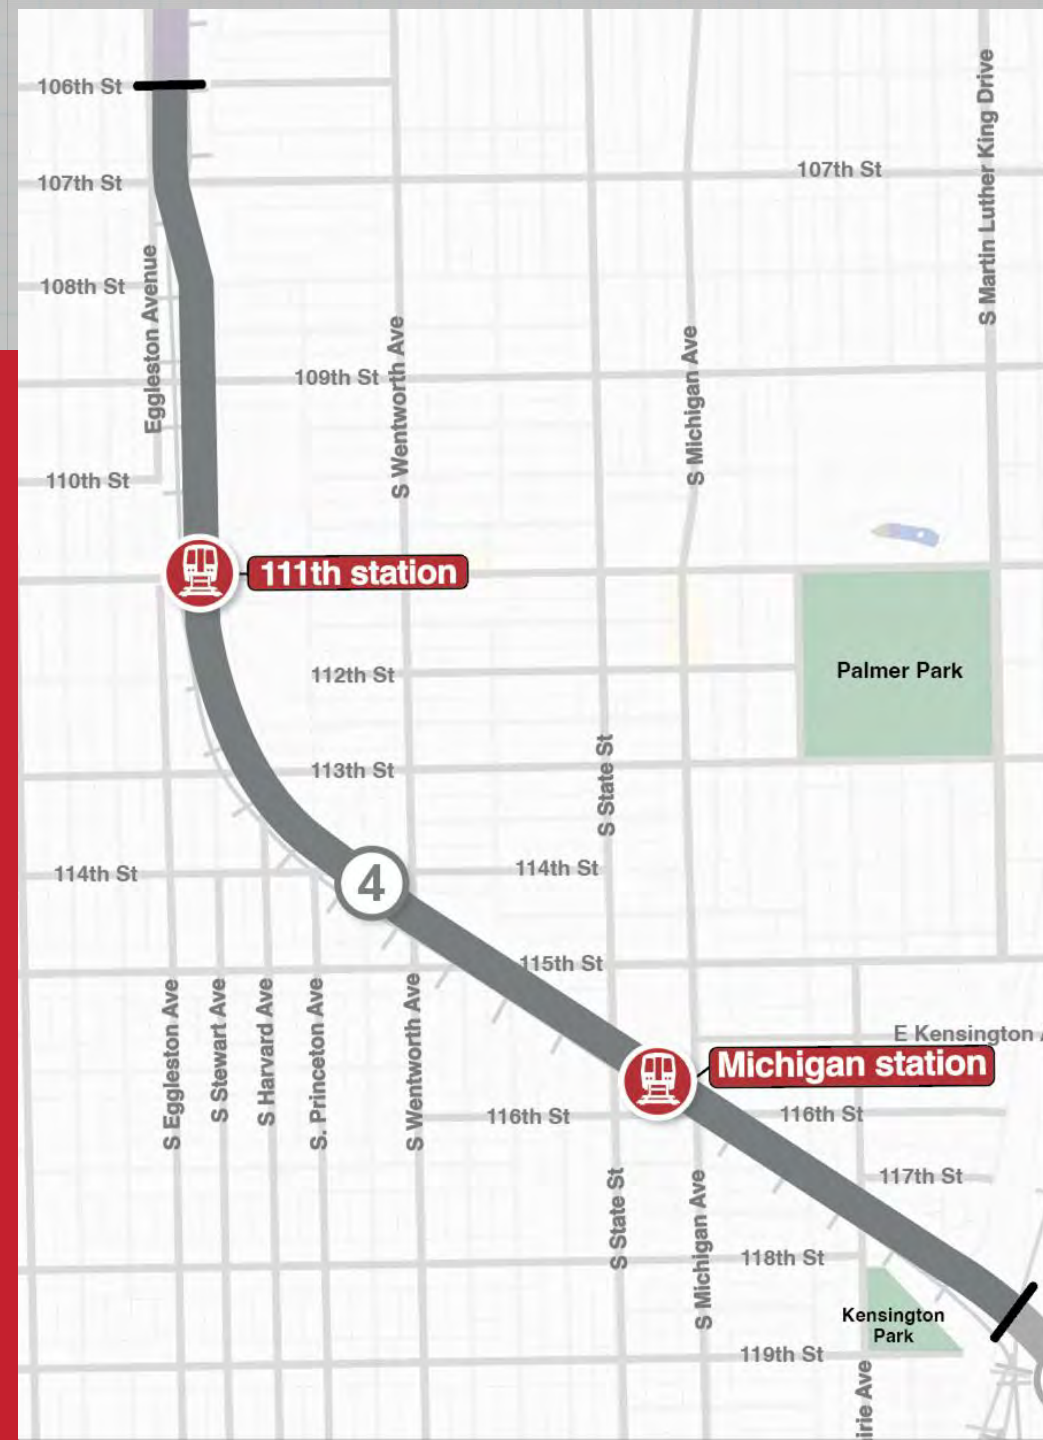 106th St
S Martin Luther King Drive
107th St
107th St
Eggleston Avenue
108th St
S Wentworth Ave
S Michigan Ave
109th St
110th St
111th station
112th St
Palmer Park
S State St
113th St
114th St
4
114th St
115th St
S Eggleston Ave
S Stewart Ave
S Harvard Ave
S. Princeton Ave
S Wentworth Ave
E Kensington
Michigan station
116th St
116th St
S State St
S Michigan Ave
117th St
118th St
Kensington
Park
119th St
Ave